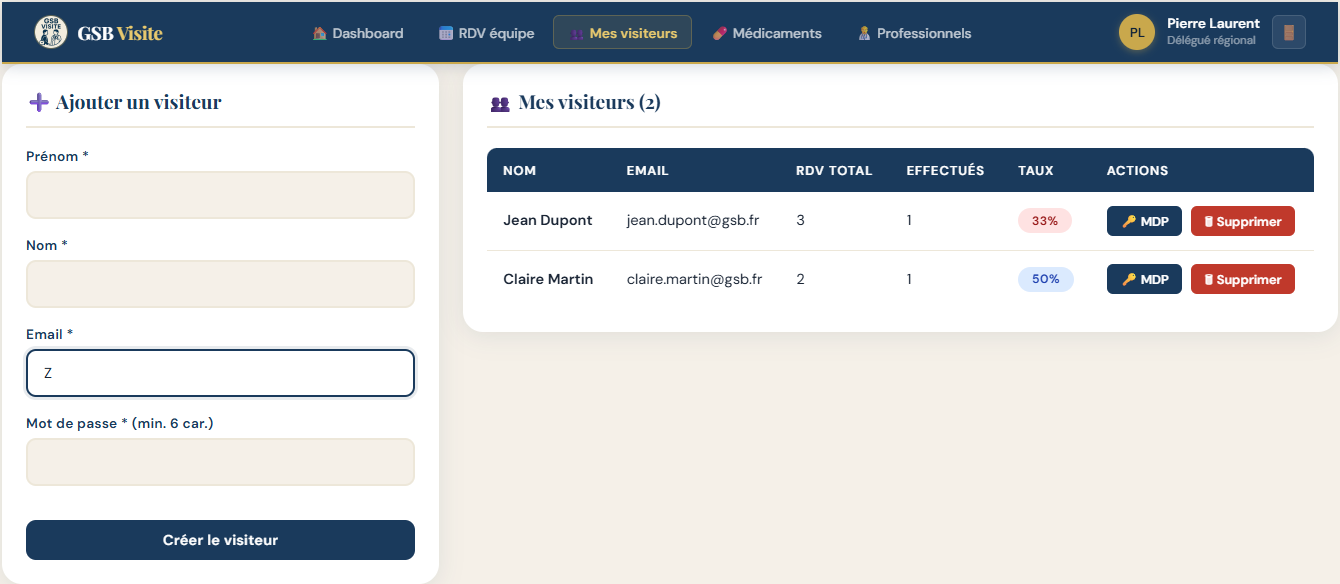 GSB VISITE
GSB Visite
Dashboard
RDV équipe
Mes visiteurs
Médicaments
Professionnels
PL
Pierre Laurent
Délégué régional
Ajouter un visiteur
Prénom *
Nom *
Email *
Z
Mot de passe * (min. 6 car.)
Créer le visiteur
Mes visiteurs (2)
NOM EMAIL RDV TOTAL EFFECTUÉS TAUX ACTIONS
Jean Dupont jean.dupont@gsb.fr 3 1 33% MDP Supprimer
Claire Martin claire.martin@gsb.fr 2 1 50% MDP Supprimer